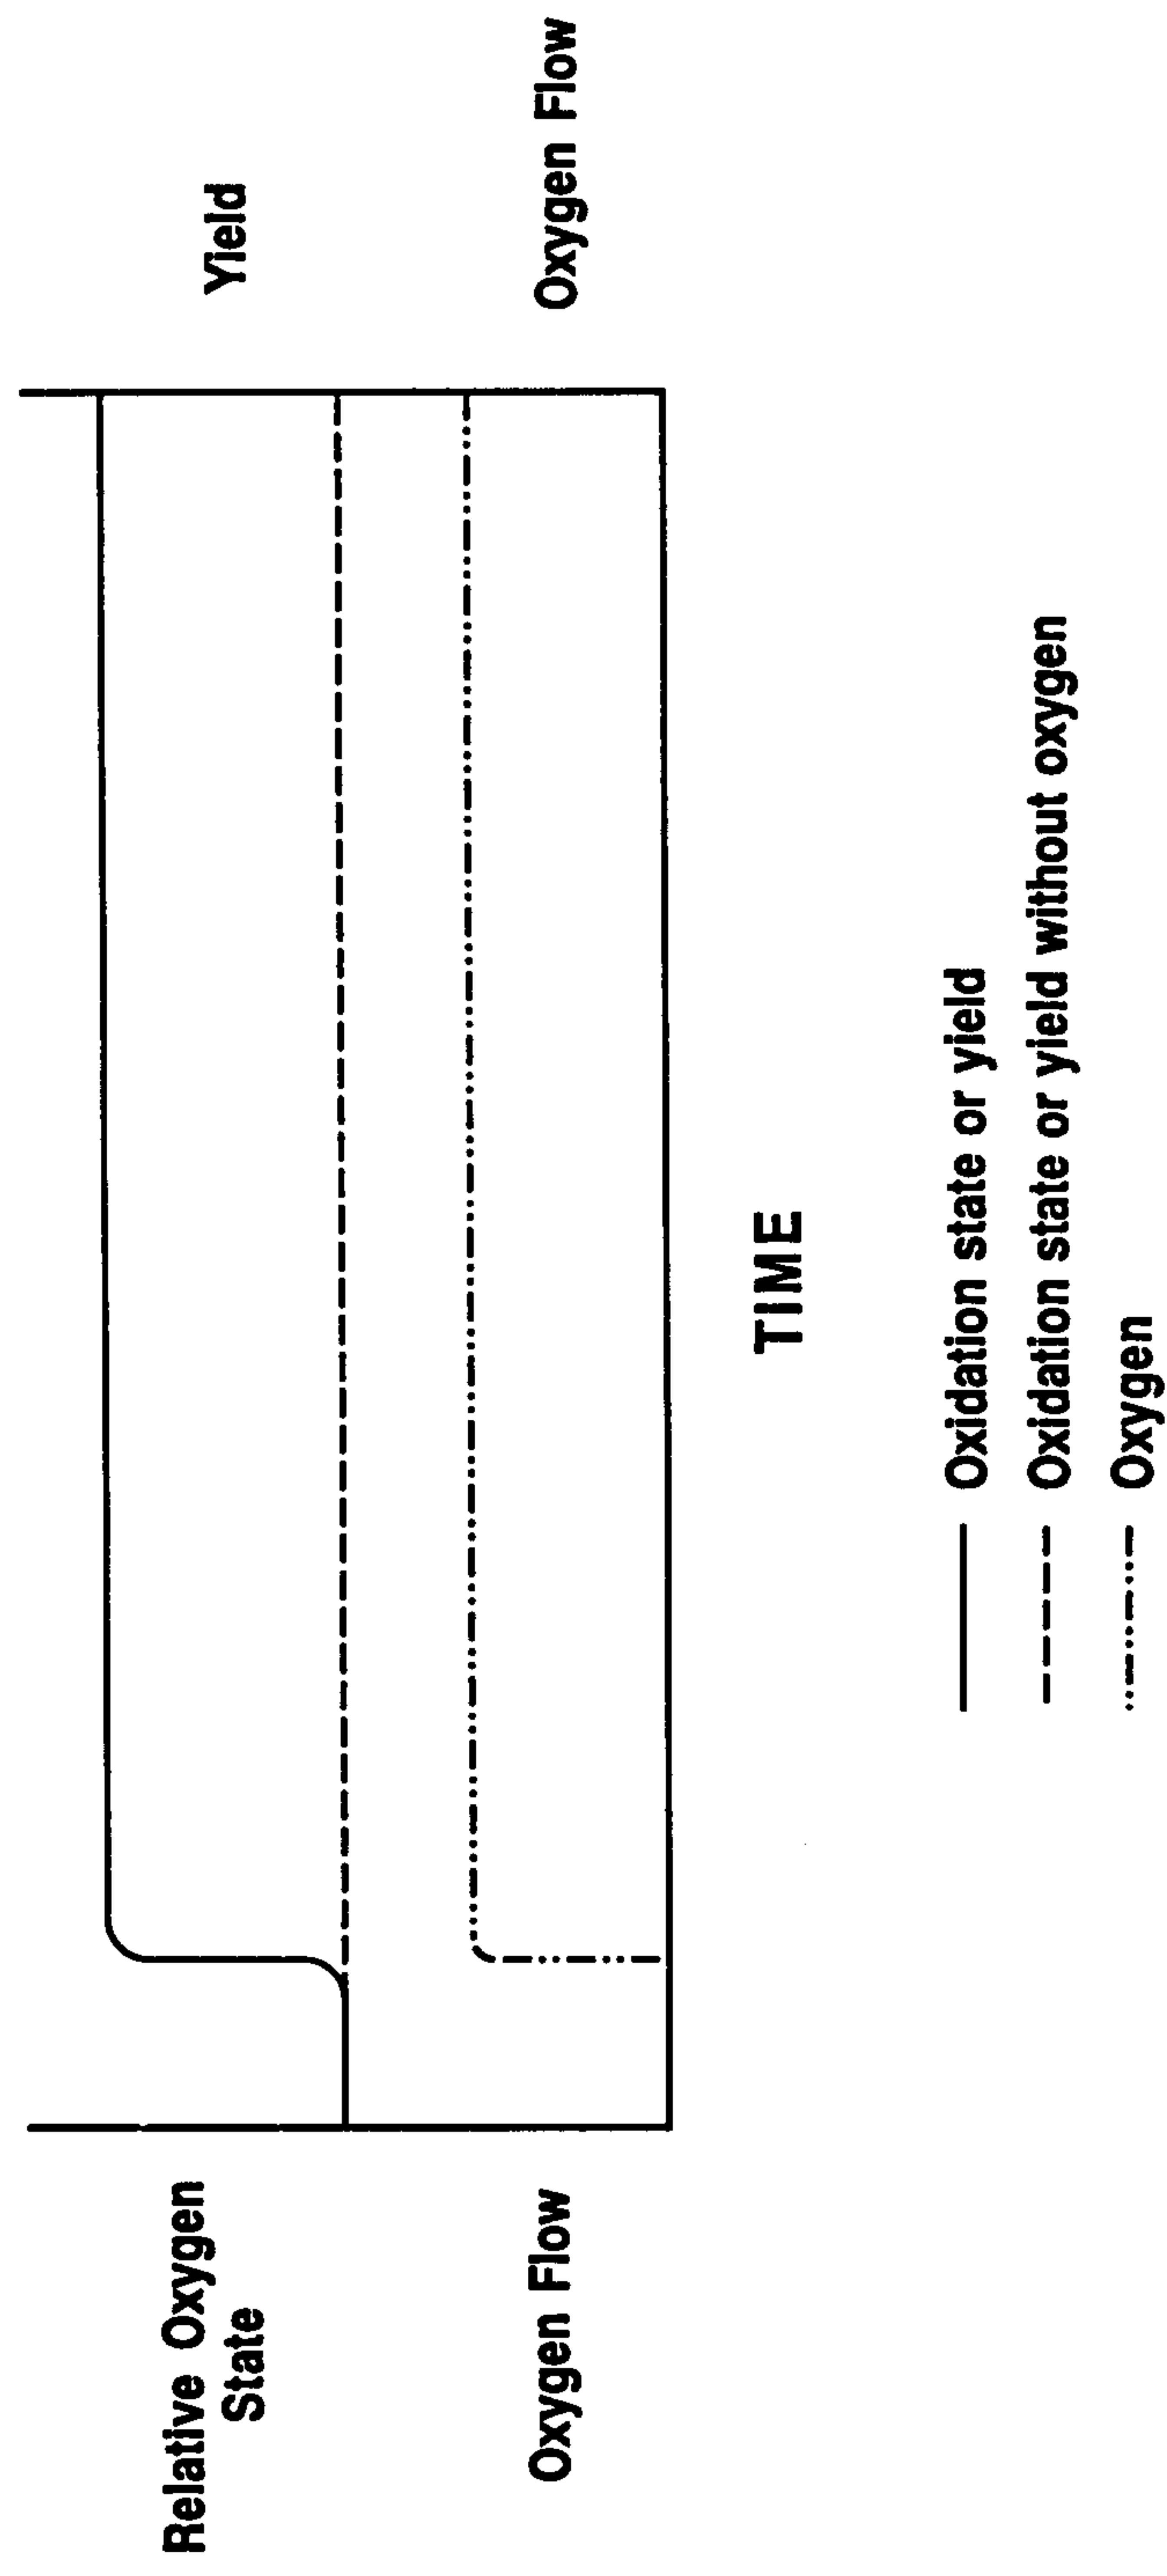 Relative Oxygen
State
Yield
Oxygen Flow
Oxygen Flow
TIME
Oxidation state or yield
Oxidation state or yield without oxygen
Oxygen